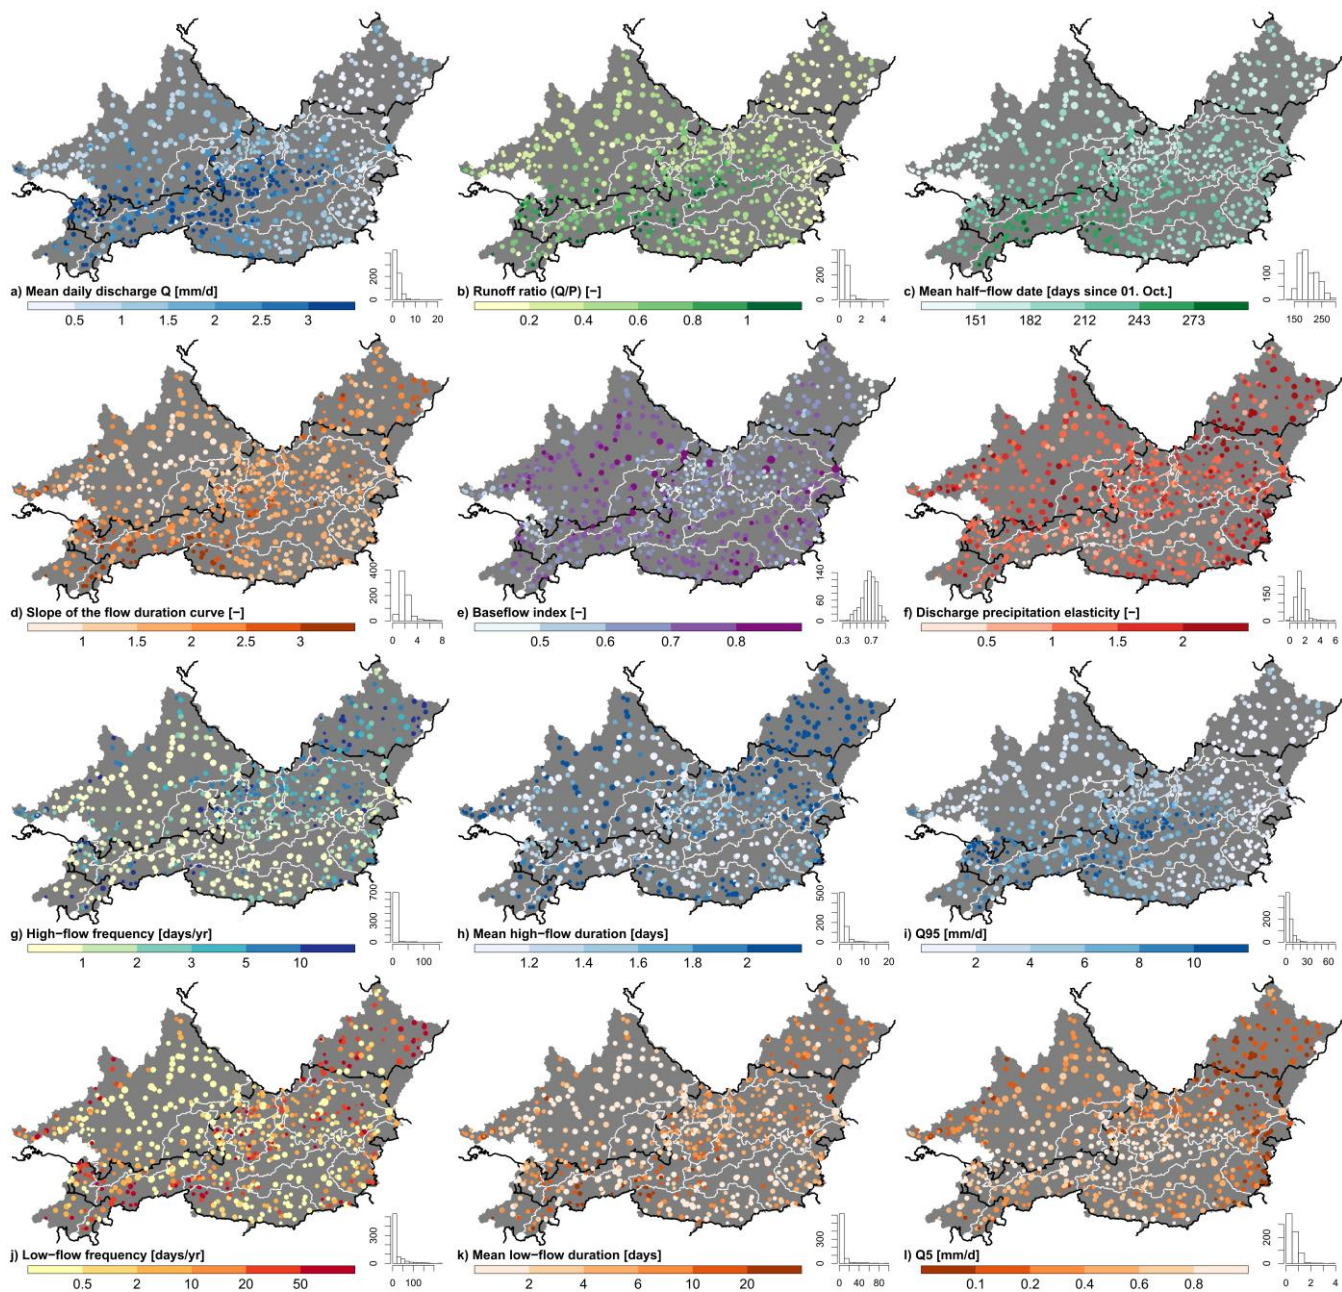 a) Mean daily discharge Q [mm/d]
0.5 1 1.5 2 2.5 3
0 200
0 10 20
b) Runoff ratio (Q/P) [−]
0.2 0.4 0.6 0.8 1
0 200
0 2 4
c) Mean half−flow date [days since 01. Oct.]
151 182 212 243 273
0 100
150 250
d) Slope of the flow duration curve [−]
1 1.5 2 2.5 3
0 200 400
0 4 8
e) Baseflow index [−]
0.5 0.6 0.7 0.8
0 60 140
0.3 0.7
f) Discharge precipitation elasticity [−]
0.5 1 1.5 2
0 150
0 2 4 6
g) High−flow frequency [days/yr]
1 2 3 5 10
0 300 700
0 100
h) Mean high−flow duration [days]
1.2 1.4 1.6 1.8 2
0 200 500
0 10 20
i) Q95 [mm/d]
2 4 6 8 10
0 200
0 30 60
j) Low−flow frequency [days/yr]
0.5 2 10 20 50
0 300
0 100
k) Mean low−flow duration [days]
2 4 6 10 20
0 300
0 40 80
l) Q5 [mm/d]
0.1 0.2 0.4 0.6 0.8
0 200
0 2 4